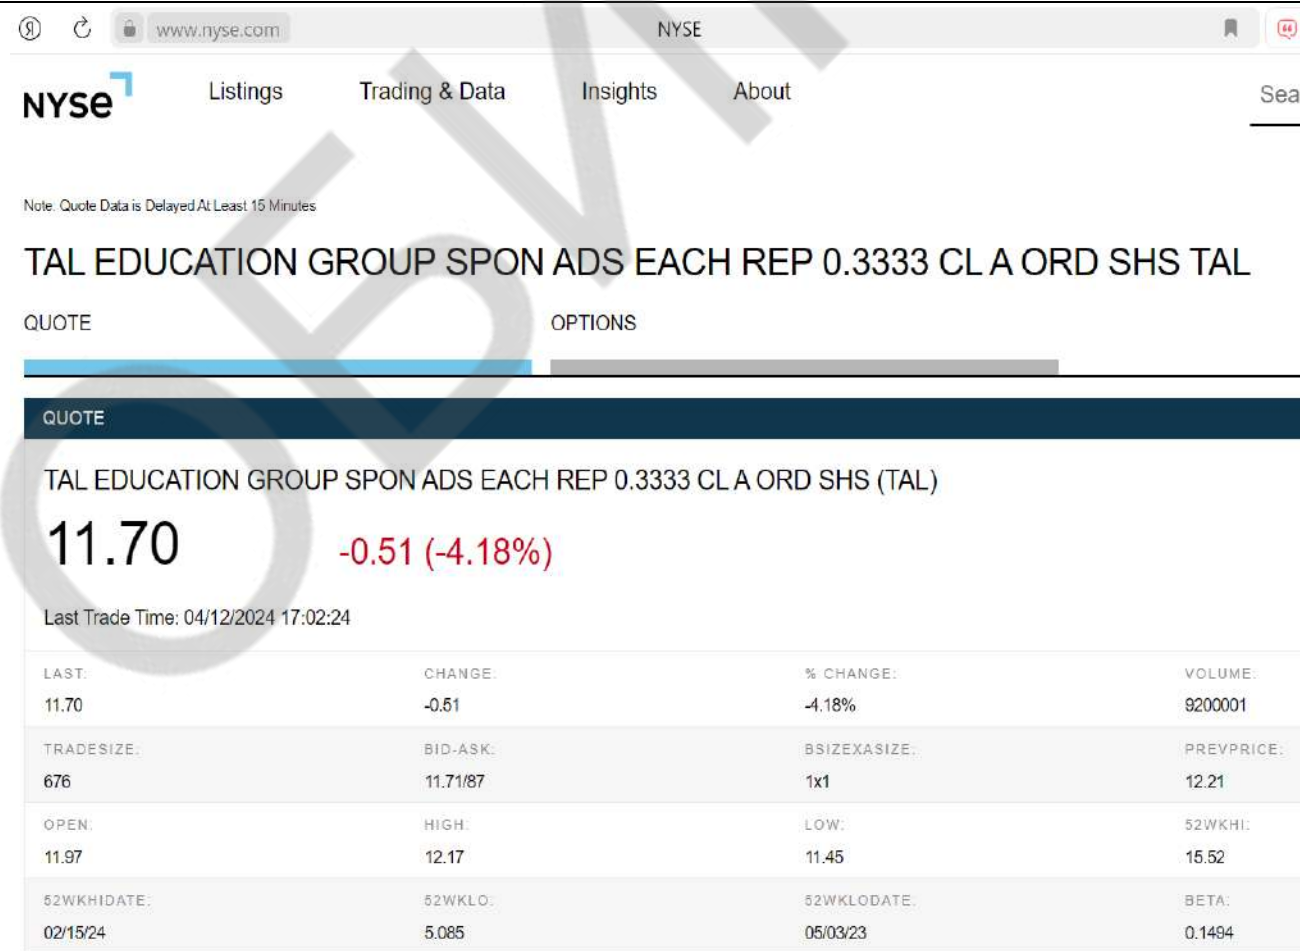 www.nyse.com NYSE
NYSE Listings Trading & Data Insights About Sea
Note: Quote Data is Delayed At Least 15 Minutes
TAL EDUCATION GROUP SPON ADS EACH REP 0.3333 CL A ORD SHS TAL
QUOTE OPTIONS
QUOTE
TAL EDUCATION GROUP SPON ADS EACH REP 0.3333 CL A ORD SHS (TAL)
11.70 -0.51 (-4.18%)
Last Trade Time: 04/12/2024 17:02:24
LAST: CHANGE: % CHANGE: VOLUME:
11.70 -0.51 -4.18% 9200001
TRADESIZE: BID-ASK: BSIZEXASIZE: PREVPRICE:
676 11.71/87 1x1 12.21
OPEN: HIGH: LOW: 52WKHI:
11.97 12.17 11.45 15.52
52WKHIDATE: 52WKLO: 52WKLODATE: BETA:
02/15/24 5.085 05/03/23 0.1494